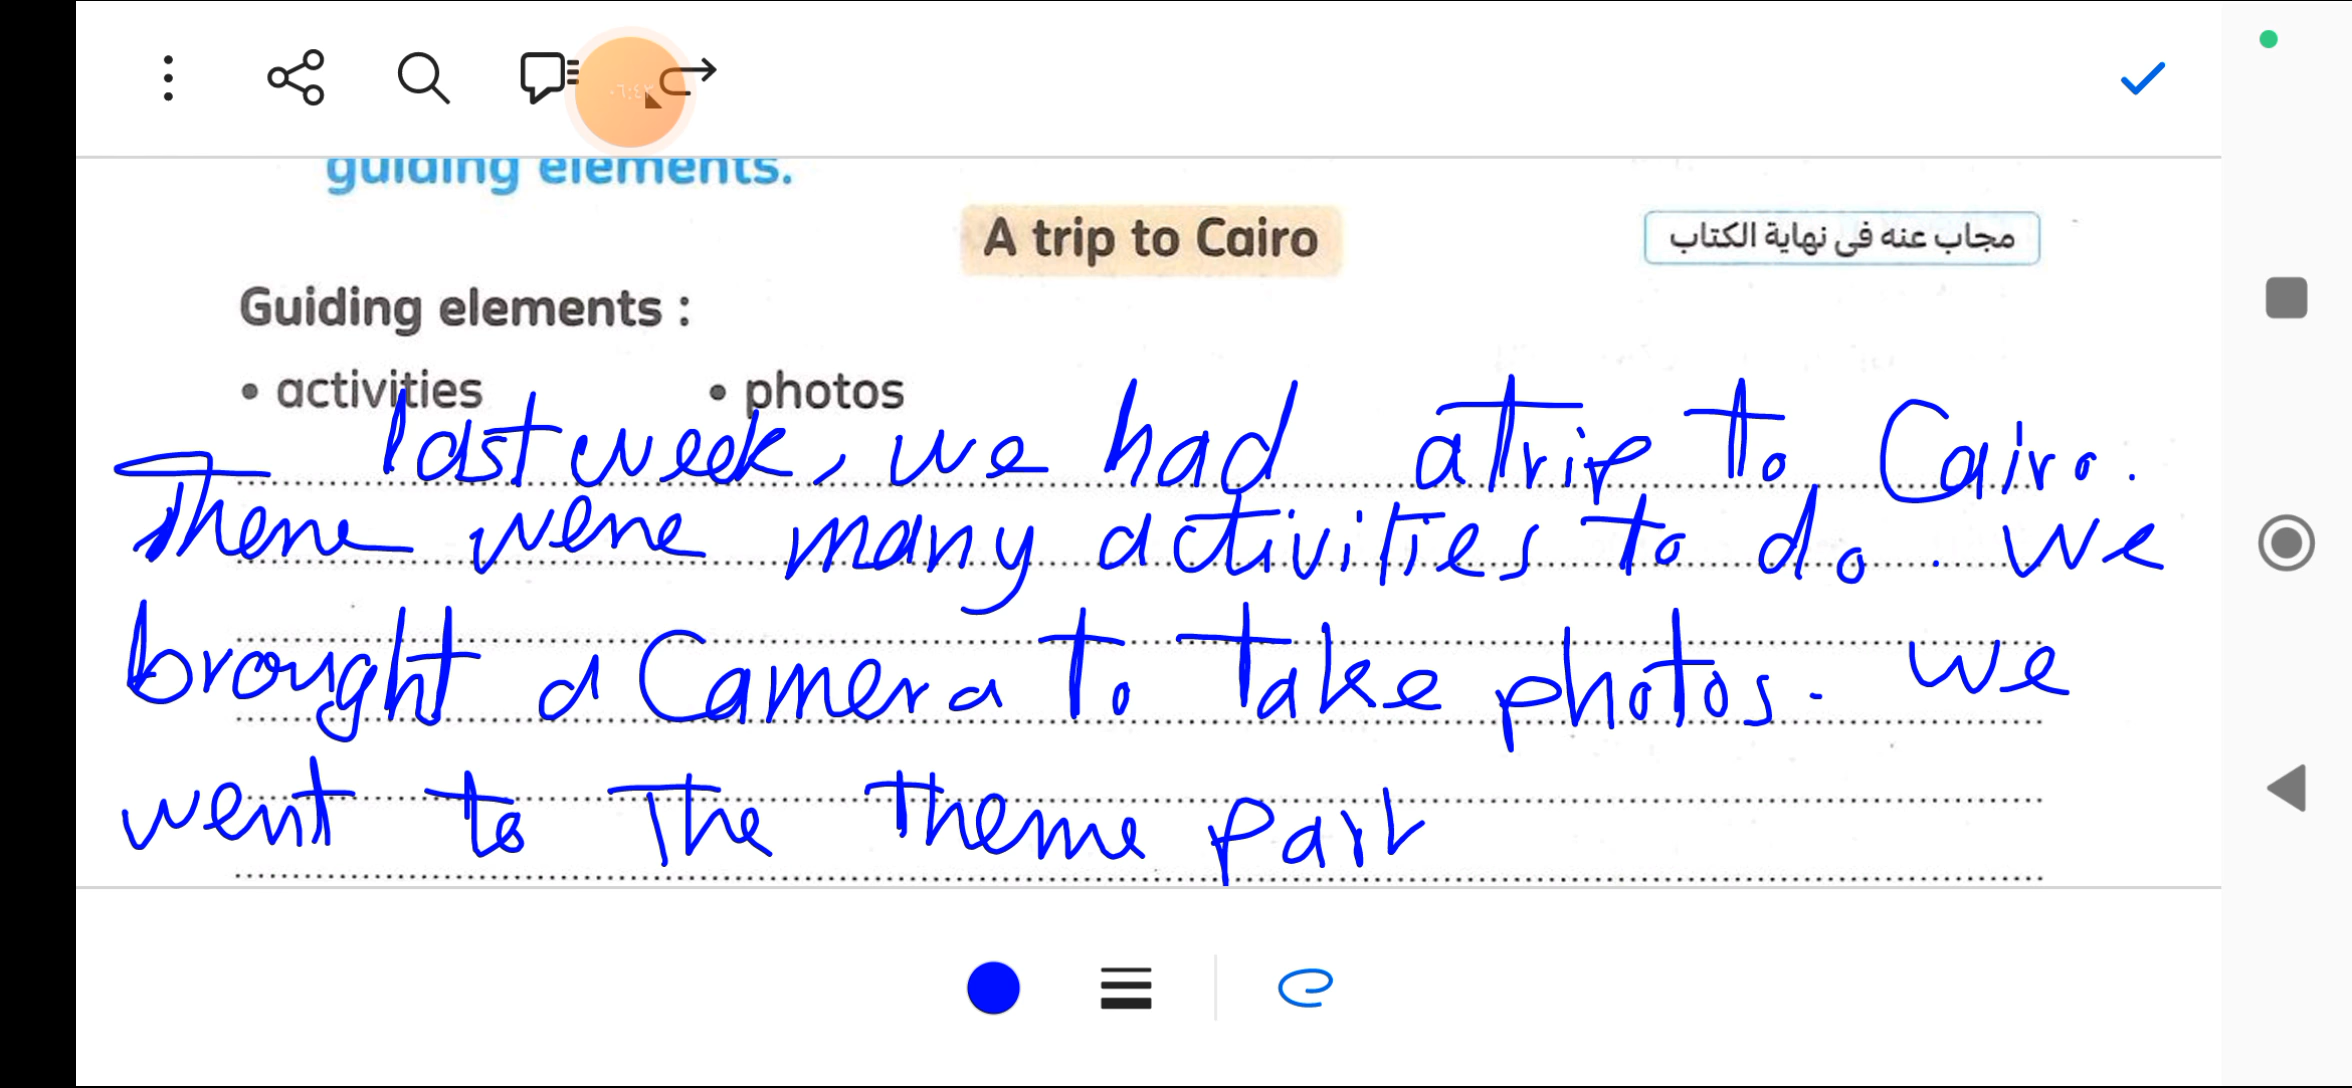 guiding elements.
A trip to Cairo
مجاب عنه فى نهاية الكتاب
Guiding elements :
• activities • photos
last week, we had a trip to Cairo.
There were many activities to do. we
brought a Camera to take photos. we
went to The theme park